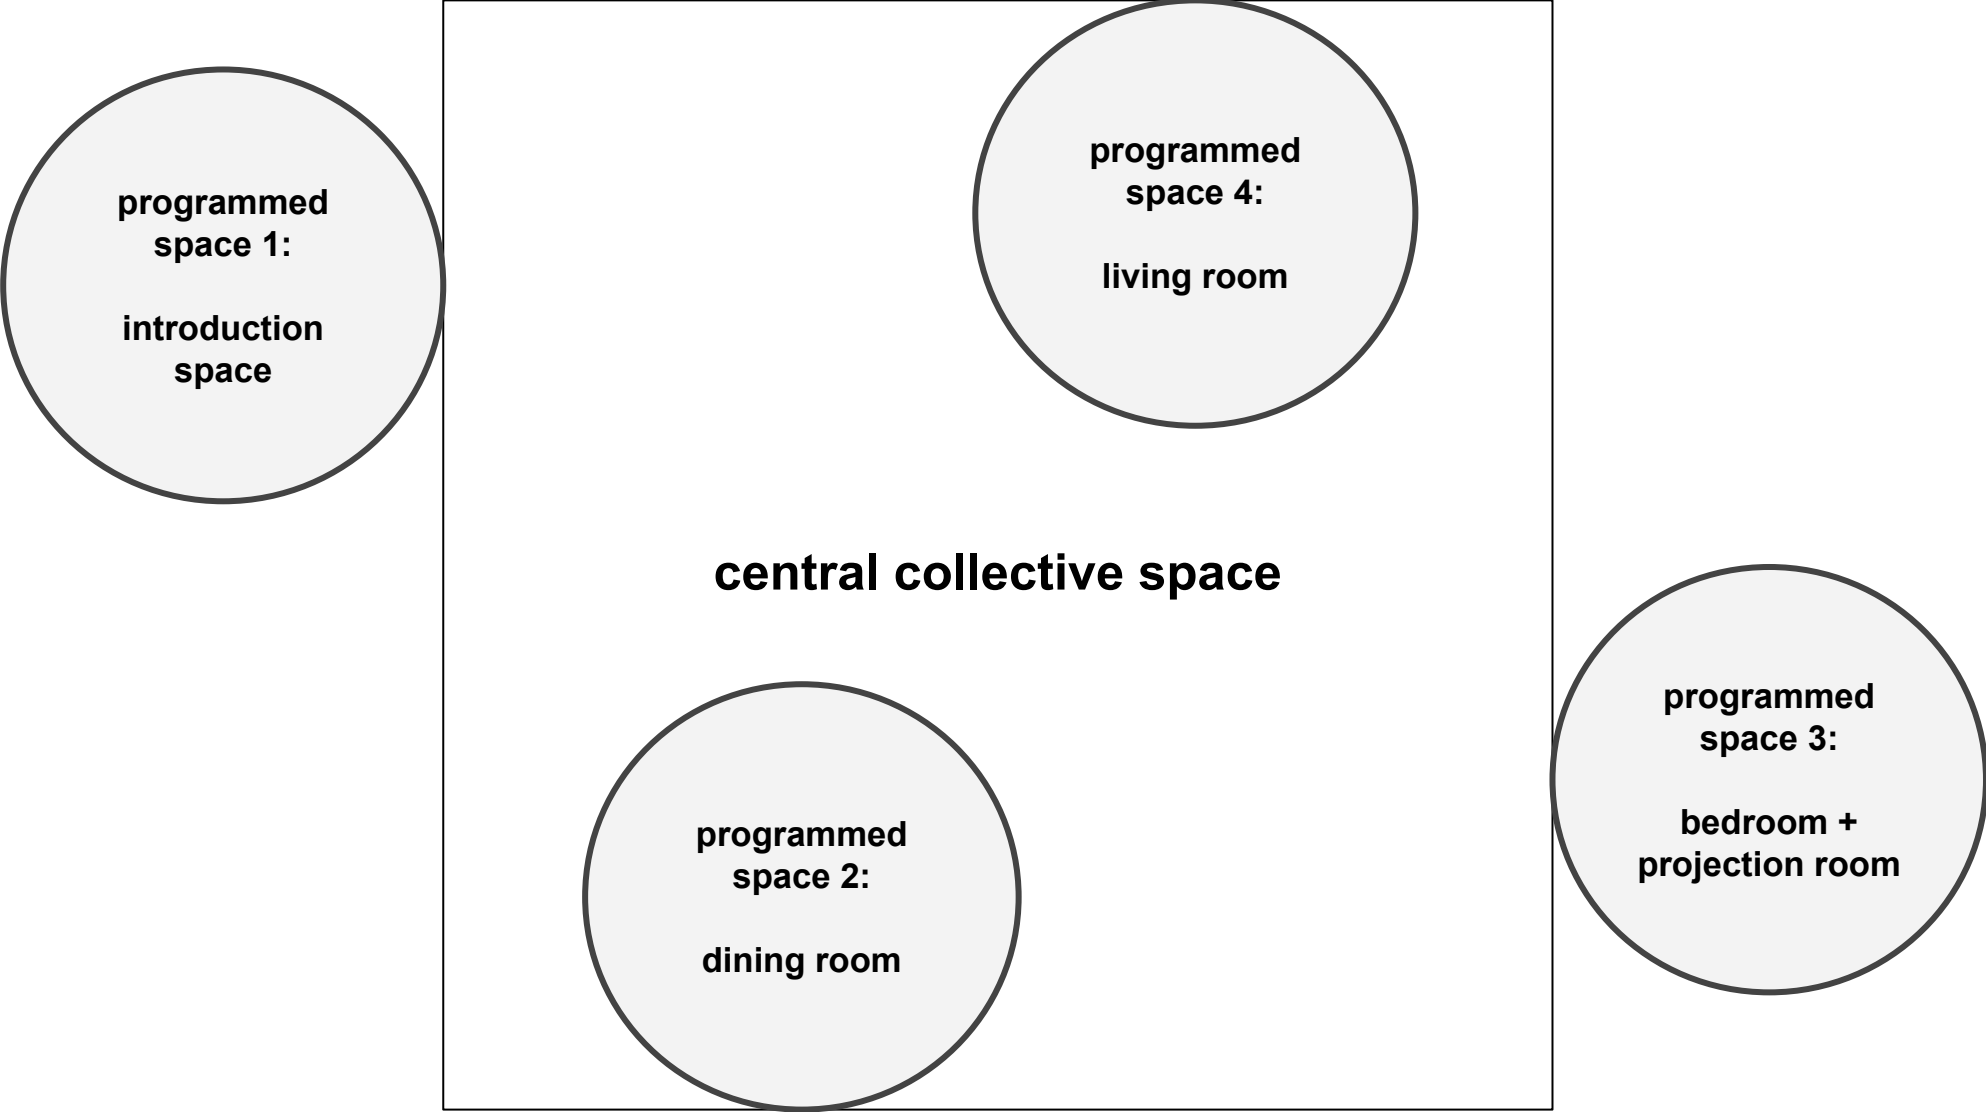 programmed
space 1:
introduction
space
programmed
space 4:
living room
central collective space
programmed
space 2:
dining room
programmed
space 3:
bedroom +
projection room